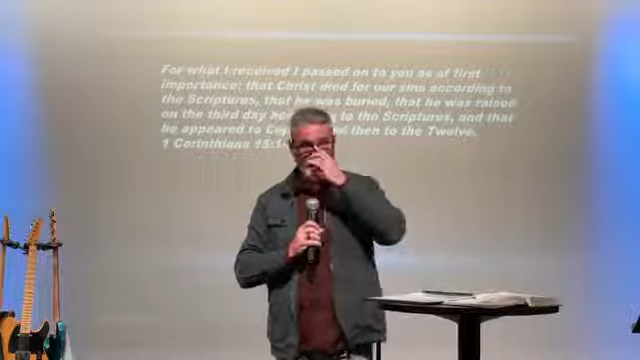 For what I received I passed on to you as of first
importance: that Christ died for our sins according to
the Scriptures, that he was buried, that he was raised
on the third day to the Scriptures, and that
he appeared to then to the Twelve.
1 Corinthians 15: